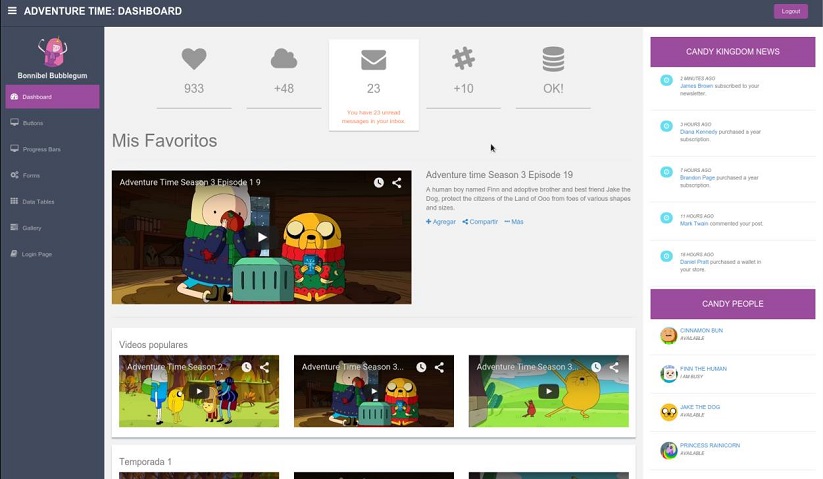 ADVENTURE TIME: DASHBOARD
Logout
Bonnibel Bubblegum
Dashboard
Buttons
Progress Bars
Forms
Data Tables
Gallery
Login Page
933
+48
23
You have 23 unread
messages in your inbox
+10
OK!
Mis Favoritos
Adventure Time Season 3 Episode 1 9
Adventure time Season 3 Episode 19
A human boy named Finn and adoptive brother and best friend Jake the
Dog, protect the citizens of the Land of Ooo from foes of various shapes
and sizes.
Agregar
Compartir
Más
Videos populares
Adventure Time Season 2...
Adventure Time Season 3...
Adventure Time Season 3...
Temporada 1
CANDY KINGDOM NEWS
2 MINUTES AGO
James Brown subscribed to your
newsletter.
3 HOURS AGO
Diana Kennedy purchased a year
subscription.
7 HOURS AGO
Brandon Page purchased a year
subscription.
11 HOURS AGO
Mark Twain commented your post.
18 HOURS AGO
Daniel Pratt purchased a wallet in
your store.
CANDY PEOPLE
CINNAMON BUN
AVAILABLE
FINN THE HUMAN
I AM BUSY
JAKE THE DOG
AVAILABLE
PRINCESS RAINICORN
AVAILABLE